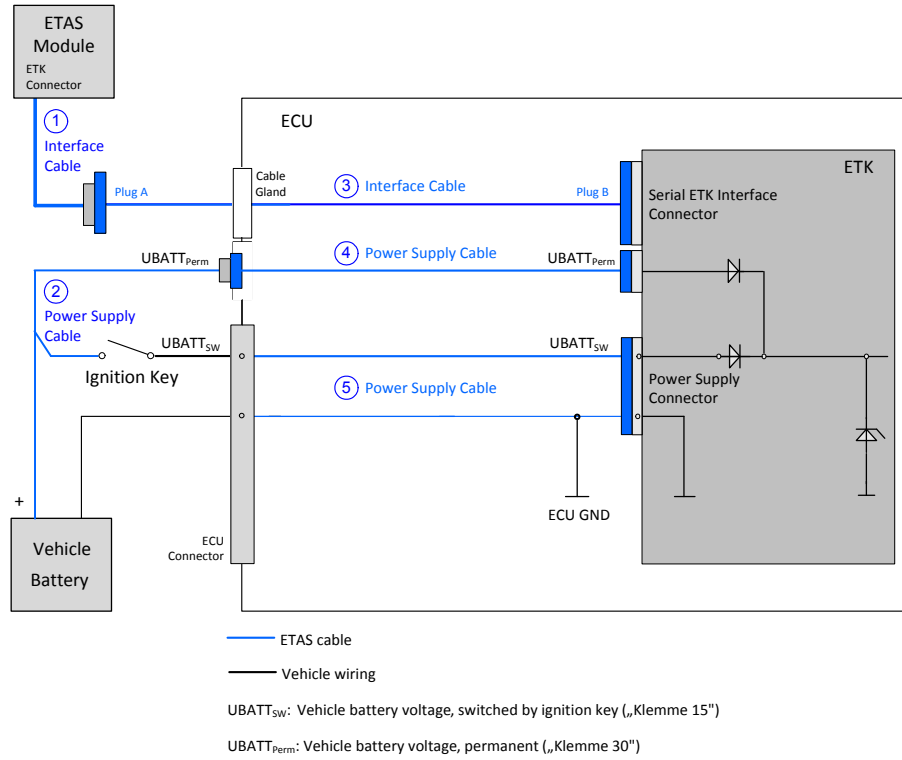 ETAS
Module
ETK
Connector
1
Interface
Cable
Plug A
ECU
Cable
Gland
3 Interface Cable
Plug B
ETK
Serial ETK Interface
Connector
UBATTPerm
4 Power Supply Cable
UBATTPerm
2
Power Supply
Cable
UBATTSW
Ignition Key
UBATTSW
5 Power Supply Cable
Power Supply
Connector
ECU GND
+
Vehicle
Battery
ECU
Connector
ETAS cable
Vehicle wiring
UBATTSW: Vehicle battery voltage, switched by ignition key („Klemme 15")
UBATTPerm: Vehicle battery voltage, permanent („Klemme 30")